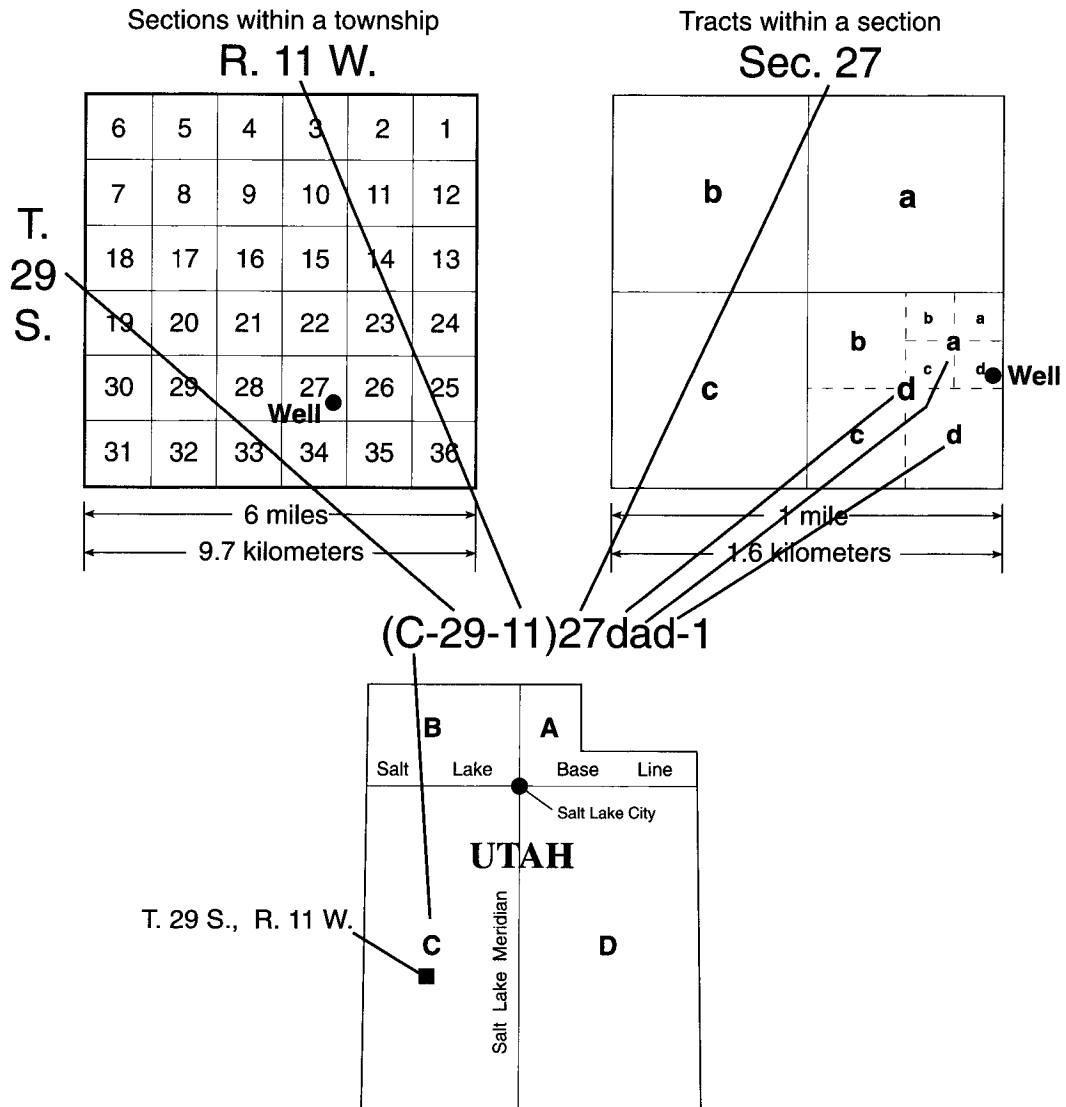 Sections within a township
R. 11 W.
6 5 4 3 2 1
7 8 9 10 11 12
18 17 16 15 14 13
19 20 21 22 23 24
30 29 28 27 26 25
Well
31 32 33 34 35 36
T.
29
S.
6 miles
9.7 kilometers
Tracts within a section
Sec. 27
b a
b a
b a
c d Well
c d
c d
1 mile
1.6 kilometers
(C-29-11)27dad-1
B A
Salt Lake Base Line
Salt Lake City
UTAH
Salt Lake Meridian
T. 29 S., R. 11 W.
C D